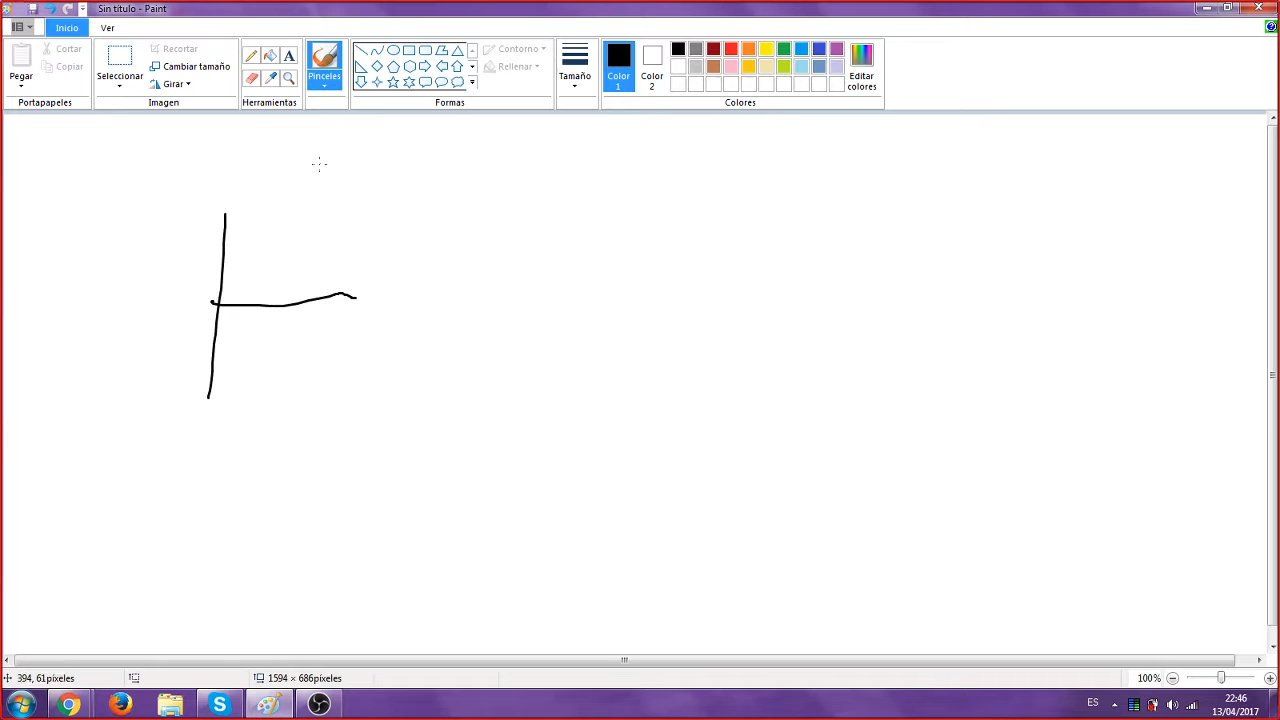 Sin título - Paint
Inicio
Ver
Pegar
Cortar
Copiar
Portapapeles
Seleccionar
Recortar
Cambiar tamaño
Girar
Imagen
A
Herramientas
Pinceles
Contorno
Rellenar
Formas
Tamaño
Color 1
Color 2
Editar colores
Colores
394, 61píxeles
1594 × 686píxeles
100%
ES
22:46
13/04/2017